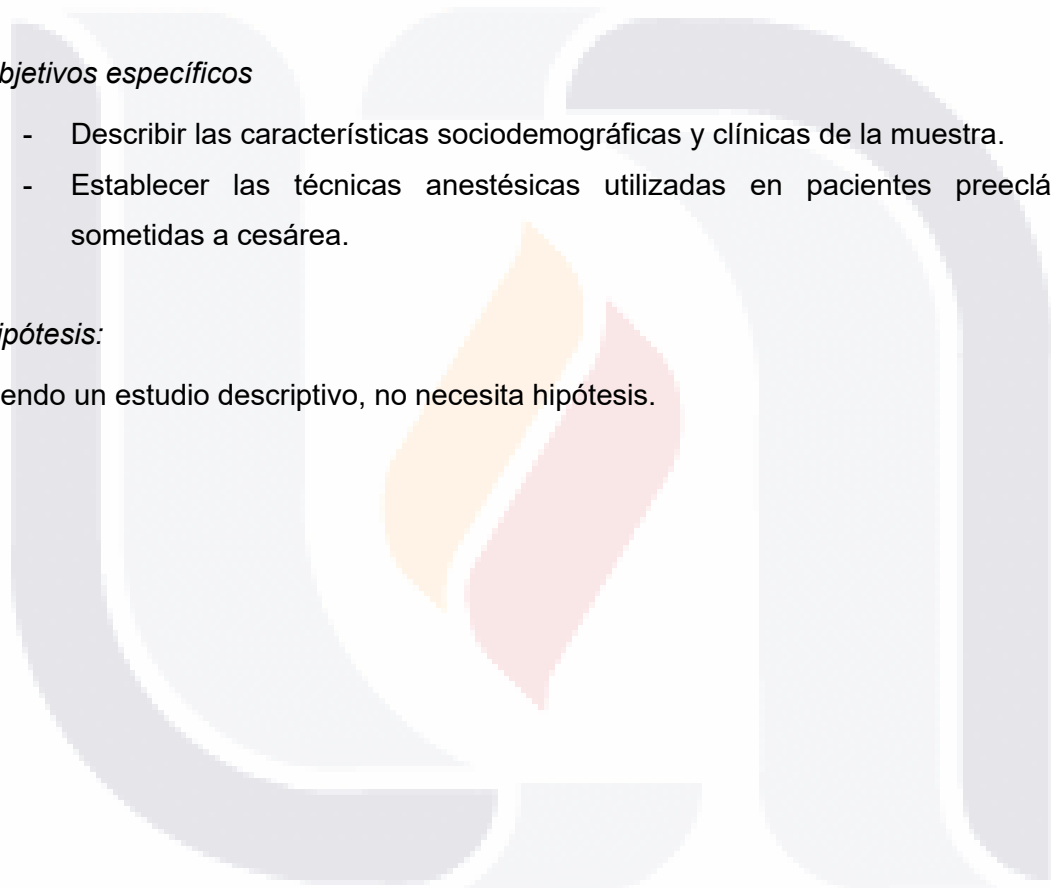 bjetivos específicos
- Describir las características sociodemográficas y clínicas de la muestra.
- Establecer las técnicas anestésicas utilizadas en pacientes preeclá
sometidas a cesárea.
ipótesis:
endo un estudio descriptivo, no necesita hipótesis.